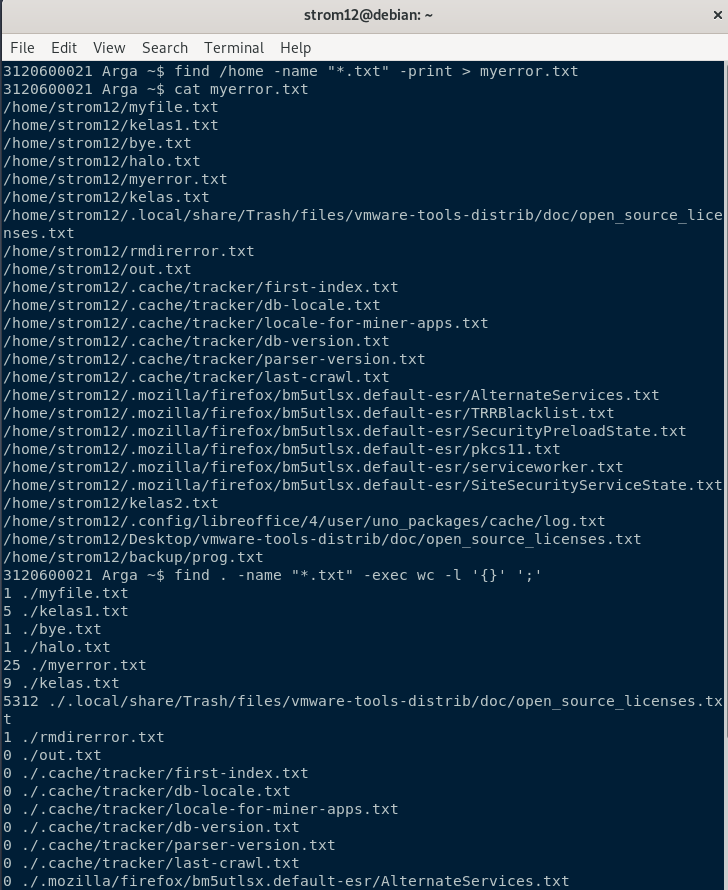 strom12@debian: ~
File Edit View Search Terminal Help
3120600021 Arga ~$ find /home -name "*.txt" -print > myerror.txt
3120600021 Arga ~$ cat myerror.txt
/home/strom12/myfile.txt
/home/strom12/kelas1.txt
/home/strom12/bye.txt
/home/strom12/halo.txt
/home/strom12/myerror.txt
/home/strom12/kelas.txt
/home/strom12/.local/share/Trash/files/vmware-tools-distrib/doc/open_source_lice
nses.txt
/home/strom12/rmdirerror.txt
/home/strom12/out.txt
/home/strom12/.cache/tracker/first-index.txt
/home/strom12/.cache/tracker/db-locale.txt
/home/strom12/.cache/tracker/locale-for-miner-apps.txt
/home/strom12/.cache/tracker/db-version.txt
/home/strom12/.cache/tracker/parser-version.txt
/home/strom12/.cache/tracker/last-crawl.txt
/home/strom12/.mozilla/firefox/bm5utlsx.default-esr/AlternateServices.txt
/home/strom12/.mozilla/firefox/bm5utlsx.default-esr/TRRBlacklist.txt
/home/strom12/.mozilla/firefox/bm5utlsx.default-esr/SecurityPreloadState.txt
/home/strom12/.mozilla/firefox/bm5utlsx.default-esr/pkcs11.txt
/home/strom12/.mozilla/firefox/bm5utlsx.default-esr/serviceworker.txt
/home/strom12/.mozilla/firefox/bm5utlsx.default-esr/SiteSecurityServiceState.txt
/home/strom12/kelas2.txt
/home/strom12/.config/libreoffice/4/user/uno_packages/cache/log.txt
/home/strom12/Desktop/vmware-tools-distrib/doc/open_source_licenses.txt
/home/strom12/backup/prog.txt
3120600021 Arga ~$ find . -name "*.txt" -exec wc -l '{}' ';'
1 ./myfile.txt
5 ./kelas1.txt
1 ./bye.txt
1 ./halo.txt
25 ./myerror.txt
9 ./kelas.txt
5312 ./.local/share/Trash/files/vmware-tools-distrib/doc/open_source_licenses.tx
t
1 ./rmdirerror.txt
0 ./out.txt
0 ./.cache/tracker/first-index.txt
0 ./.cache/tracker/db-locale.txt
0 ./.cache/tracker/locale-for-miner-apps.txt
0 ./.cache/tracker/db-version.txt
0 ./.cache/tracker/parser-version.txt
0 ./.cache/tracker/last-crawl.txt
0 ./.mozilla/firefox/bm5utlsx.default-esr/AlternateServices.txt